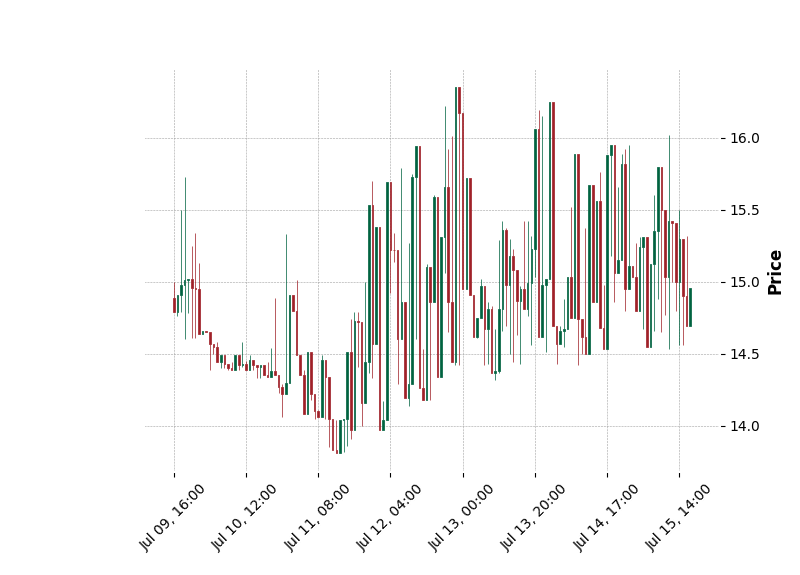 16.0
15.5
15.0
14.5
14.0
Price
Jul 09, 16:00
Jul 10, 12:00
Jul 11, 08:00
Jul 12, 04:00
Jul 13, 00:00
Jul 13, 20:00
Jul 14, 17:00
Jul 15, 14:00